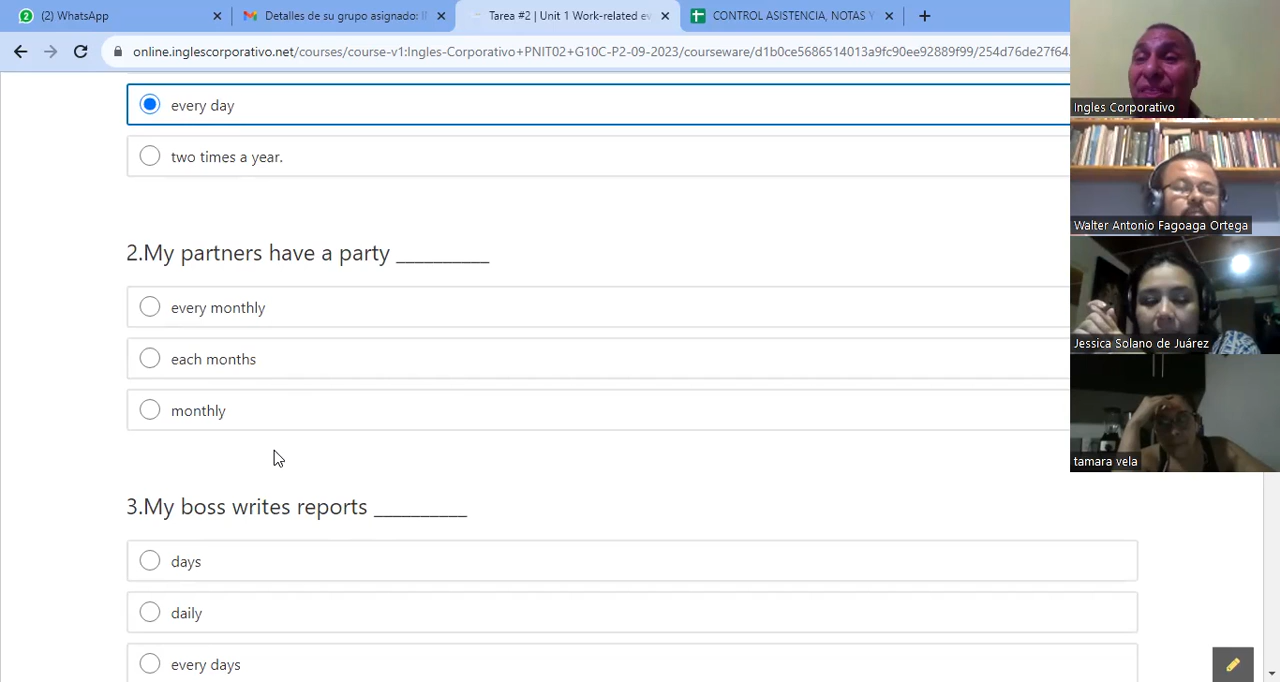 (2) WhatsApp
Detalles de su grupo asignado: I
Tarea #2 | Unit 1 Work-related ev
CONTROL ASISTENCIA, NOTAS Y
online.inglescorporativo.net/courses/course-v1:Ingles-Corporativo+PNIT02+G10C-P2-09-2023/courseware/d1b0ce5686514013a9fc90ee92889f99/254d76de27f64
every day
two times a year.
2.My partners have a party ________
every monthly
each months
monthly
3.My boss writes reports ________
days
daily
every days
Ingles Corporativo
Walter Antonio Fagoaga Ortega
Jessica Solano de Juárez
tamara vela